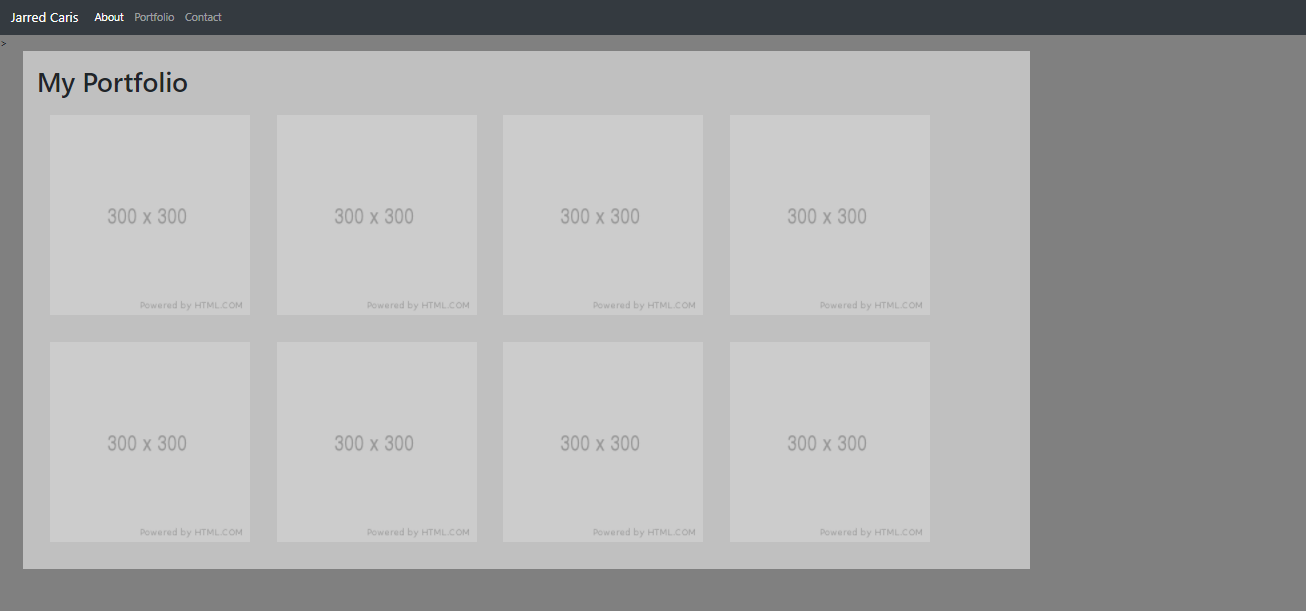 Jarred Caris About Portfolio Contact
>
My Portfolio
300 x 300 300 x 300 300 x 300 300 x 300
Powered by HTML.COM Powered by HTML.COM Powered by HTML.COM Powered by HTML.COM
300 x 300 300 x 300 300 x 300 300 x 300
Powered by HTML.COM Powered by HTML.COM Powered by HTML.COM Powered by HTML.COM